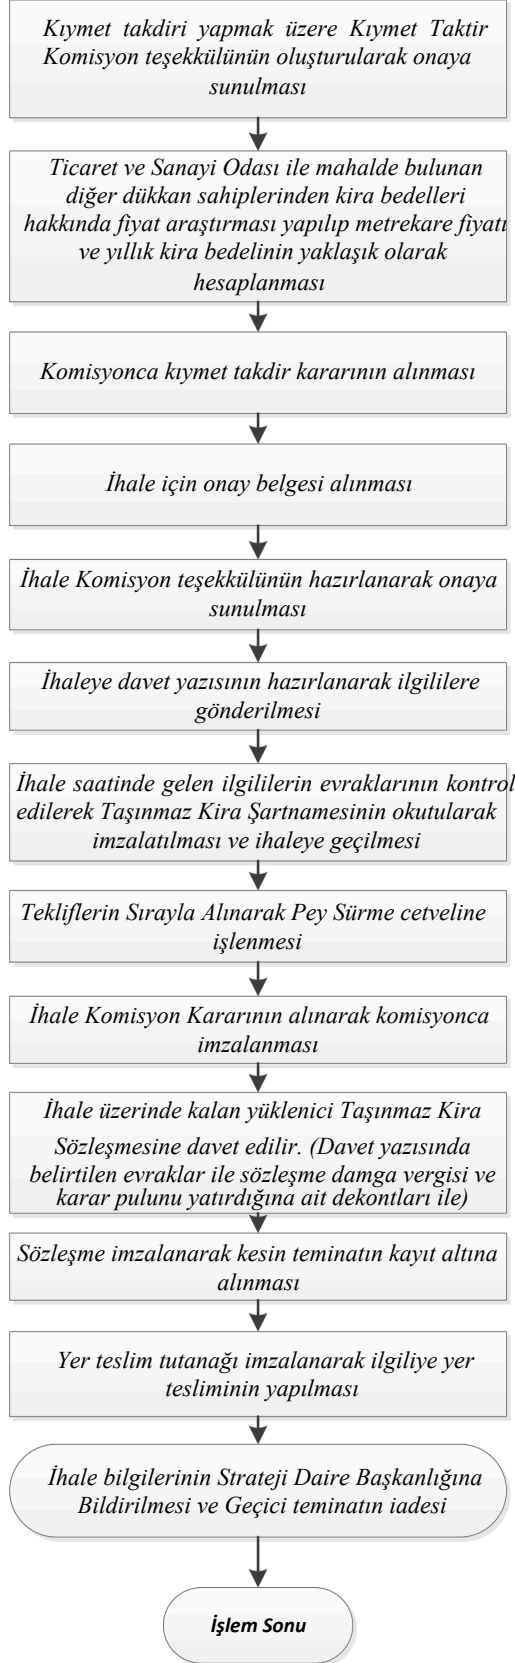 Kıymet takdiri yapmak üzere Kıymet Taktir
Komisyon teşekkülünün oluşturularak onaya
sunulması
Ticaret ve Sanayi Odası ile mahalde bulunan
diğer dükkan sahiplerinden kira bedelleri
hakkında fiyat araştırması yapılıp metrekare fiyatı
ve yıllık kira bedelinin yaklaşık olarak
hesaplanması
Komisyonca kıymet takdir kararının alınması
İhale için onay belgesi alınması
İhale Komisyon teşekkülünün hazırlanarak onaya
sunulması
İhaleye davet yazısının hazırlanarak ilgililere
gönderilmesi
İhale saatinde gelen ilgililerin evraklarının kontrol
edilerek Taşınmaz Kira Şartnamesinin okutularak
imzalatılması ve ihaleye geçilmesi
Tekliflerin Sırayla Alınarak Pey Sürme cetveline
işlenmesi
İhale Komisyon Kararının alınarak komisyonca
imzalanması
İhale üzerinde kalan yüklenici Taşınmaz Kira
Sözleşmesine davet edilir. (Davet yazısında
belirtilen evraklar ile sözleşme damga vergisi ve
karar pulunu yatırdığına ait dekontları ile)
Sözleşme imzalanarak kesin teminatın kayıt altına
alınması
Yer teslim tutanağı imzalanarak ilgiliye yer
tesliminin yapılması
İhale bilgilerinin Strateji Daire Başkanlığına
Bildirilmesi ve Geçici teminatın iadesi
İşlem Sonu